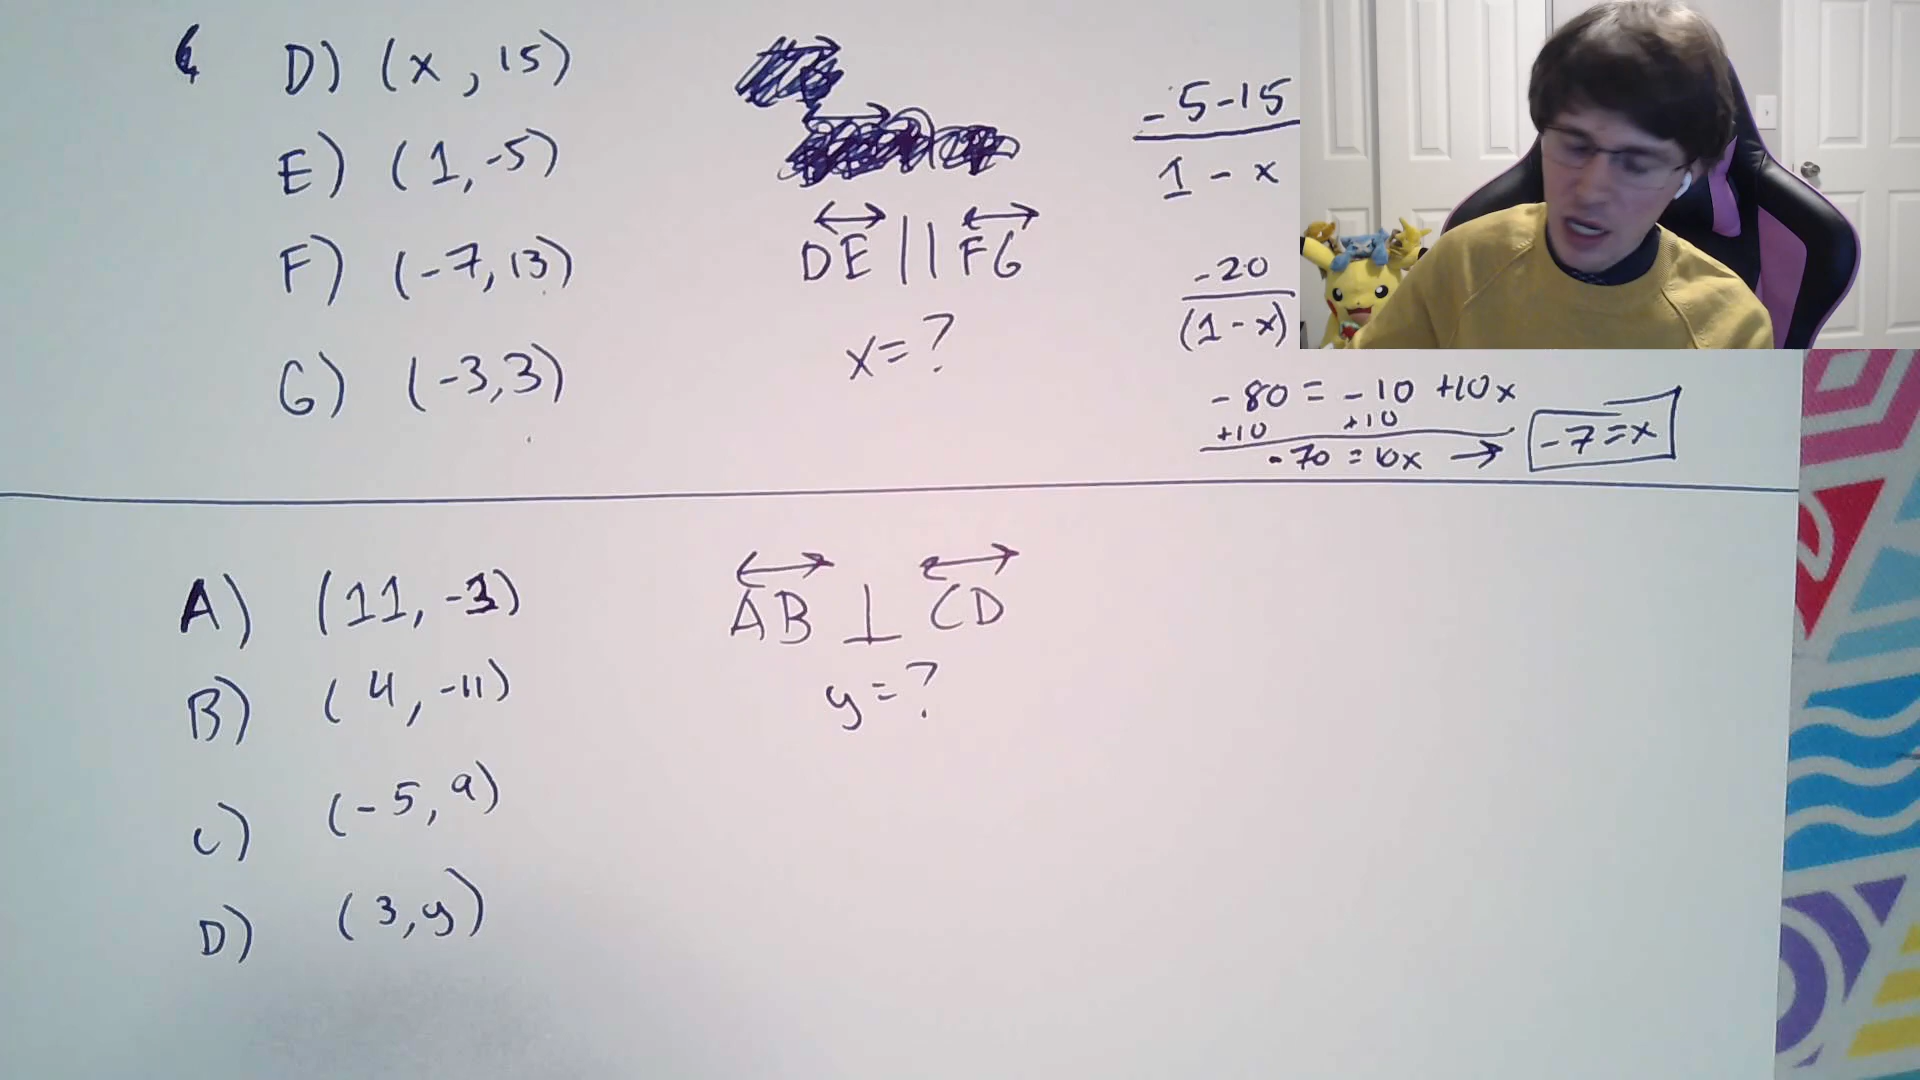 D) (x, 15)
E) (1, -5)
F) (-7, 13)
G) (-3, 3)
DE || FG
x = ?
-5-15
1 - x
-20
(1 - x)
-80 = -10 +10x
+10 +10
-70 = 10x → -7 = x
A) (11, -3)
B) (4, -11)
C) (-5, 9)
D) (3, y)
AB ⊥ CD
y = ?